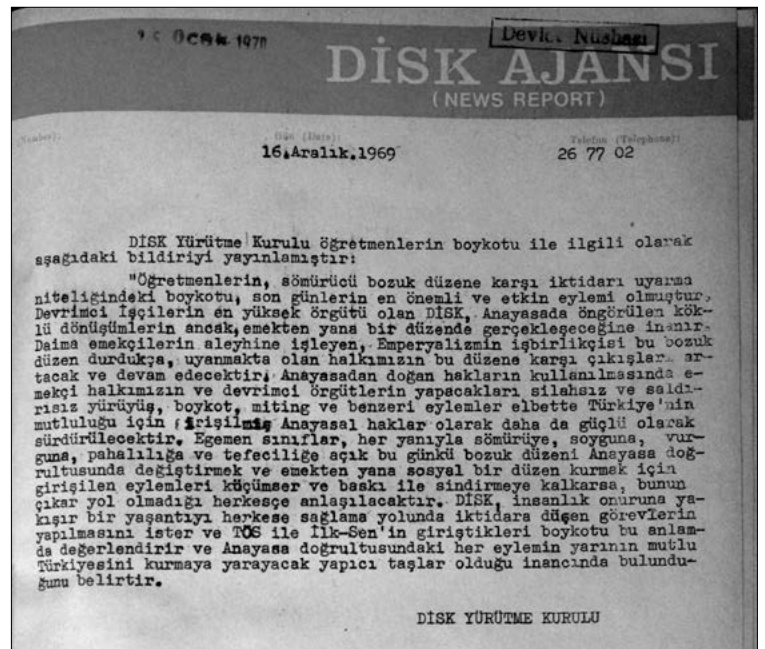 Ocak 1970
Devlet Nüshası
DİSK AJANSI
(NEWS REPORT)
Gün (Date):
Telefon (Telephone):
16.Aralık.1969
26 77 02
DİSK Yürütme Kurulu öğretmenlerin boykotu ile ilgili olarak
aşağıdaki bildiriyi yayınlamıştır:
"Öğretmenlerin, sömürücü bozuk düzene karşı iktidarı uyarma
niteliğindeki boykotu, son günlerin en önemli ve etkin eylemi olmuştur.
Devrimci İşçilerin en yüksek örgütü olan DİSK, Anayasada öngörülen kök-
lü dönüşümlerin ancak,emekten yana bir düzende gerçekleşeceğine inanır.
Daima emekçilerin aleyhine işleyen, Emperyalizmin işbirlikçisi bu bozuk
düzen durdukça, uyanmakta olan halkımızın bu düzene karşı çıkışları ar-
tacak ve devam edecektir. Anayasadan doğan hakların kullanılmasında e-
mekçi halkımızın ve devrimci örgütlerin yapacakları silahsız ve saldı-
rısız yürüyüş, boykot, miting ve benzeri eylemler elbette Türkiye'nin
mutluluğu için girişilmiş Anayasal haklar olarak daha da güçlü olarak
sürdürülecektir. Egemen sınıflar, her yanıyla sömürüye, soyguna, vur-
guna, pahalılığa ve tefeciliğe açık bu günkü bozuk düzeni Anayasa doğ-
rultusunda değiştirmek ve emekten yana sosyal bir düzen kurmak için
girişilen eylemleri küçümser ve baskı ile sindirmeye kalkarsa, bunun
çıkar yol olmadığı herkesçe anlaşılacaktır. DİSK, insanlık onuruna ya-
kışır bir yaşantıyı herkese sağlama yolunda iktidara düşen görevlerin
yapılmasını ister ve TÖS ile İlk-Sen'in giriştikleri boykotu bu anlam-
da değerlendirir ve Anayasa doğrultusundaki her eylemin yarının mutlu
Türkiyesini kurmaya yarayacak yapıcı taşlar olduğu inancında bulundu-
ğunu belirtir.
DİSK YÜRÜTME KURULU